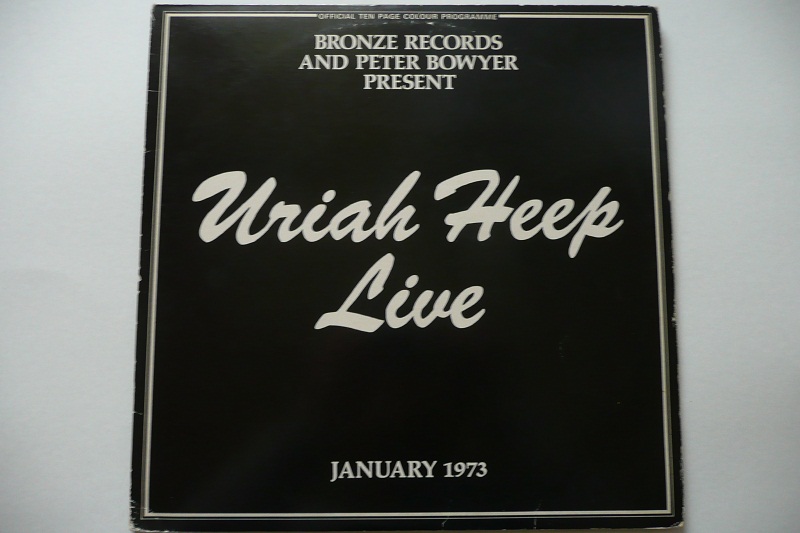 OFFICIAL TEN PAGE COLOUR PROGRAMME
BRONZE RECORDS
AND PETER BOWYER
PRESENT
Uriah Heep
Live
JANUARY 1973